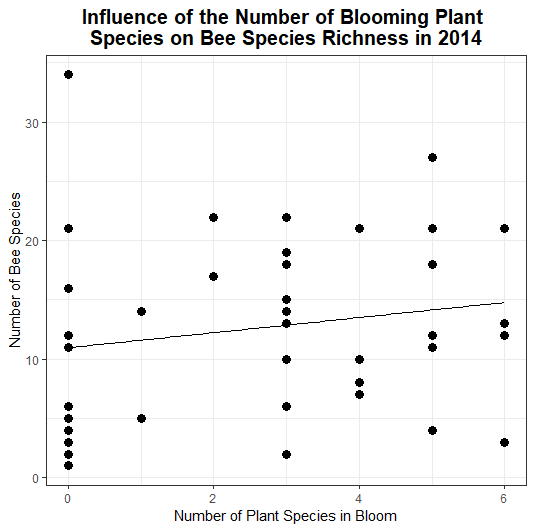 Influence of the Number of Blooming Plant
Species on Bee Species Richness in 2014
Number of Bee Species
30
20
10
0
0 2 4 6
Number of Plant Species in Bloom